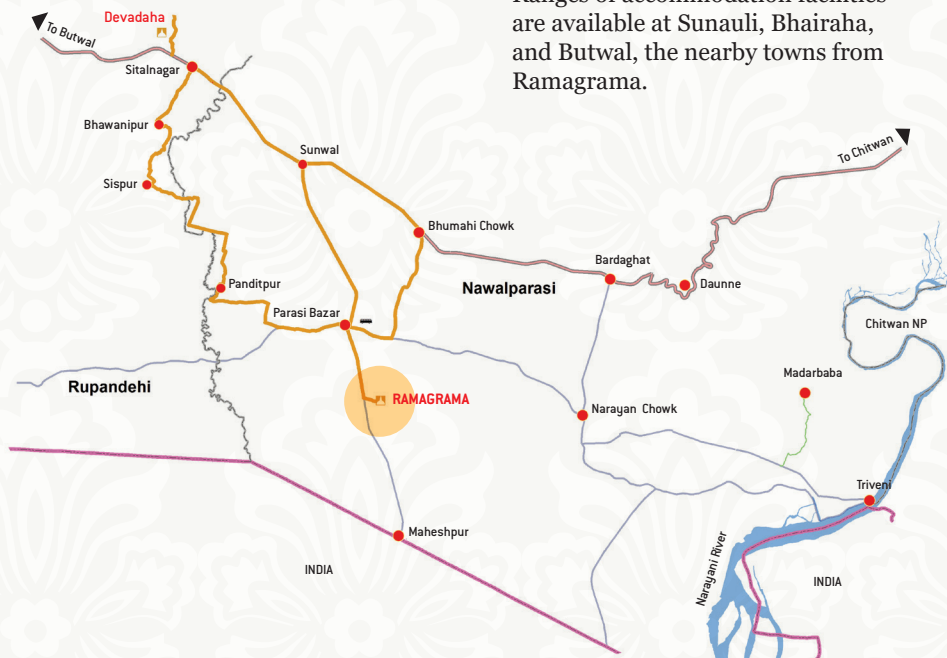 Ranges of accommodation facilities
are available at Sunauli, Bhairaha,
and Butwal, the nearby towns from
Ramagrama.
Devadaha
To Butwal
Sitalnagar
Bhawanipur
Sunwal
To Chitwan
Sispur
Bhumahi Chowk
Bardaghat
Panditpur
Nawalparasi
Daunne
Parasi Bazar
Chitwan NP
Rupandehi
Madarbaba
RAMAGRAMA
Narayan Chowk
Triveni
Maheshpur
INDIA
Narayani River
INDIA